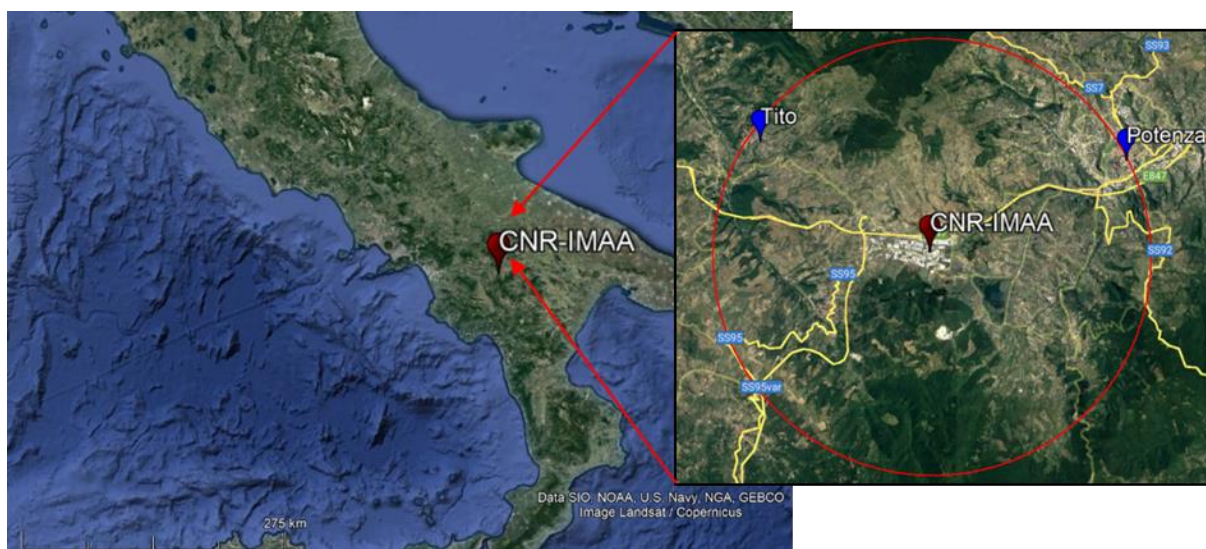 CNR-IMAA
Data SIO, NOAA, U.S. Navy, NGA, GEBCO
Image Landsat / Copernicus
275 km
SS93
SS7
Tito
Potenza
E847
CNR-IMAA
SS95
SS92
SS95
SS95var